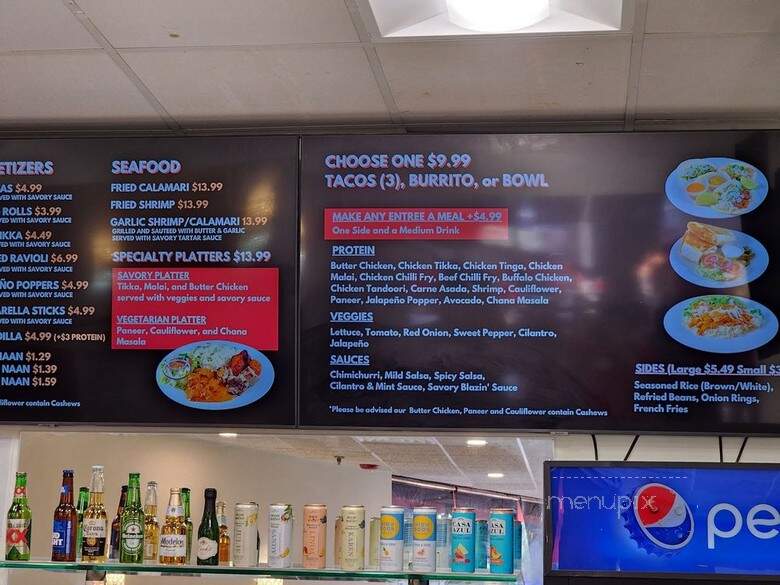 ETIZERS
AS $4.99
VED WITH SAVORY SAUCE
ROLLS $3.99
VED WITH SAVORY SAUCE
IKKA $4.49
VED WITH SAVORY SAUCE
ED RAVIOLI $6.99
VED WITH SAVORY SAUCE
ÑO POPPERS $4.99
VED WITH SAVORY SAUCE
ARELLA STICKS $4.99
VED WITH SAVORY SAUCE
DILLA $4.99 (+$3 PROTEIN)
NAAN $1.29
NAAN $1.39
NAAN $1.59
liflower contain Cashews
SEAFOOD
FRIED CALAMARI $13.99
FRIED SHRIMP $13.99
GARLIC SHRIMP/CALAMARI 13.99
GRILLED AND SAUTEED WITH BUTTER & GARLIC
SERVED WITH SAVORY TARTAR SAUCE
SPECIALTY PLATTERS $13.99
SAVORY PLATTER
Tikka, Malai, and Butter Chicken
served with veggies and savory sauce
VEGETARIAN PLATTER
Paneer, Cauliflower, and Chana
Masala
CHOOSE ONE $9.99
TACOS (3), BURRITO, or BOWL
MAKE ANY ENTREE A MEAL +$4.99
One Side and a Medium Drink
PROTEIN
Butter Chicken, Chicken Tikka, Chicken Tinga, Chicken
Malai, Chicken Chilli Fry, Beef Chilli Fry, Buffalo Chicken,
Chicken Tandoori, Carne Asada, Shrimp, Cauliflower,
Paneer, Jalapeño Popper, Avocado, Chana Masala
VEGGIES
Lettuce, Tomato, Red Onion, Sweet Pepper, Cilantro,
Jalapeño
SAUCES
Chimichurri, Mild Salsa, Spicy Salsa,
Cilantro & Mint Sauce, Savory Blazin' Sauce
*Please be advised our Butter Chicken, Paneer and Cauliflower contain Cashews
SIDES (Large $5.49 Small $3
Seasoned Rice (Brown/White),
Refried Beans, Onion Rings,
French Fries
menupix
pe
Corona
Modelo
CASA AZUL
CASA AZUL